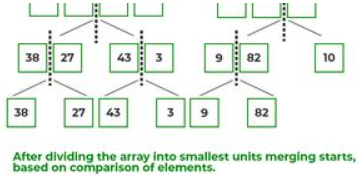 38 27 43 3 9 82 10
38 27 43 3 9 82
After dividing the array into smallest units merging starts,
based on comparison of elements.